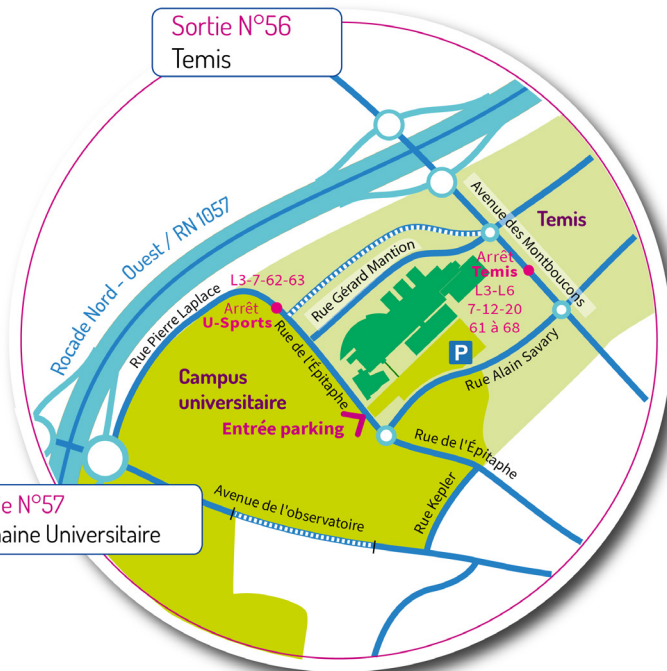 Sortie N°56
Temis
Rocade Nord - Ouest / RN 1057
Avenue des Montboucons
Temis
Rue Gérard Mantion
Arrêt
Temis
L3-L6
7-12-20
61 à 68
L3-7-62-63
Arrêt
U-Sports
Rue Pierre Laplace
Rue de l'Épitaphe
P
Rue Alain Savary
Campus
universitaire
Entrée parking
Rue de l'Épitaphe
Rue Kepler
Avenue de l'observatoire
e N°57
aine Universitaire